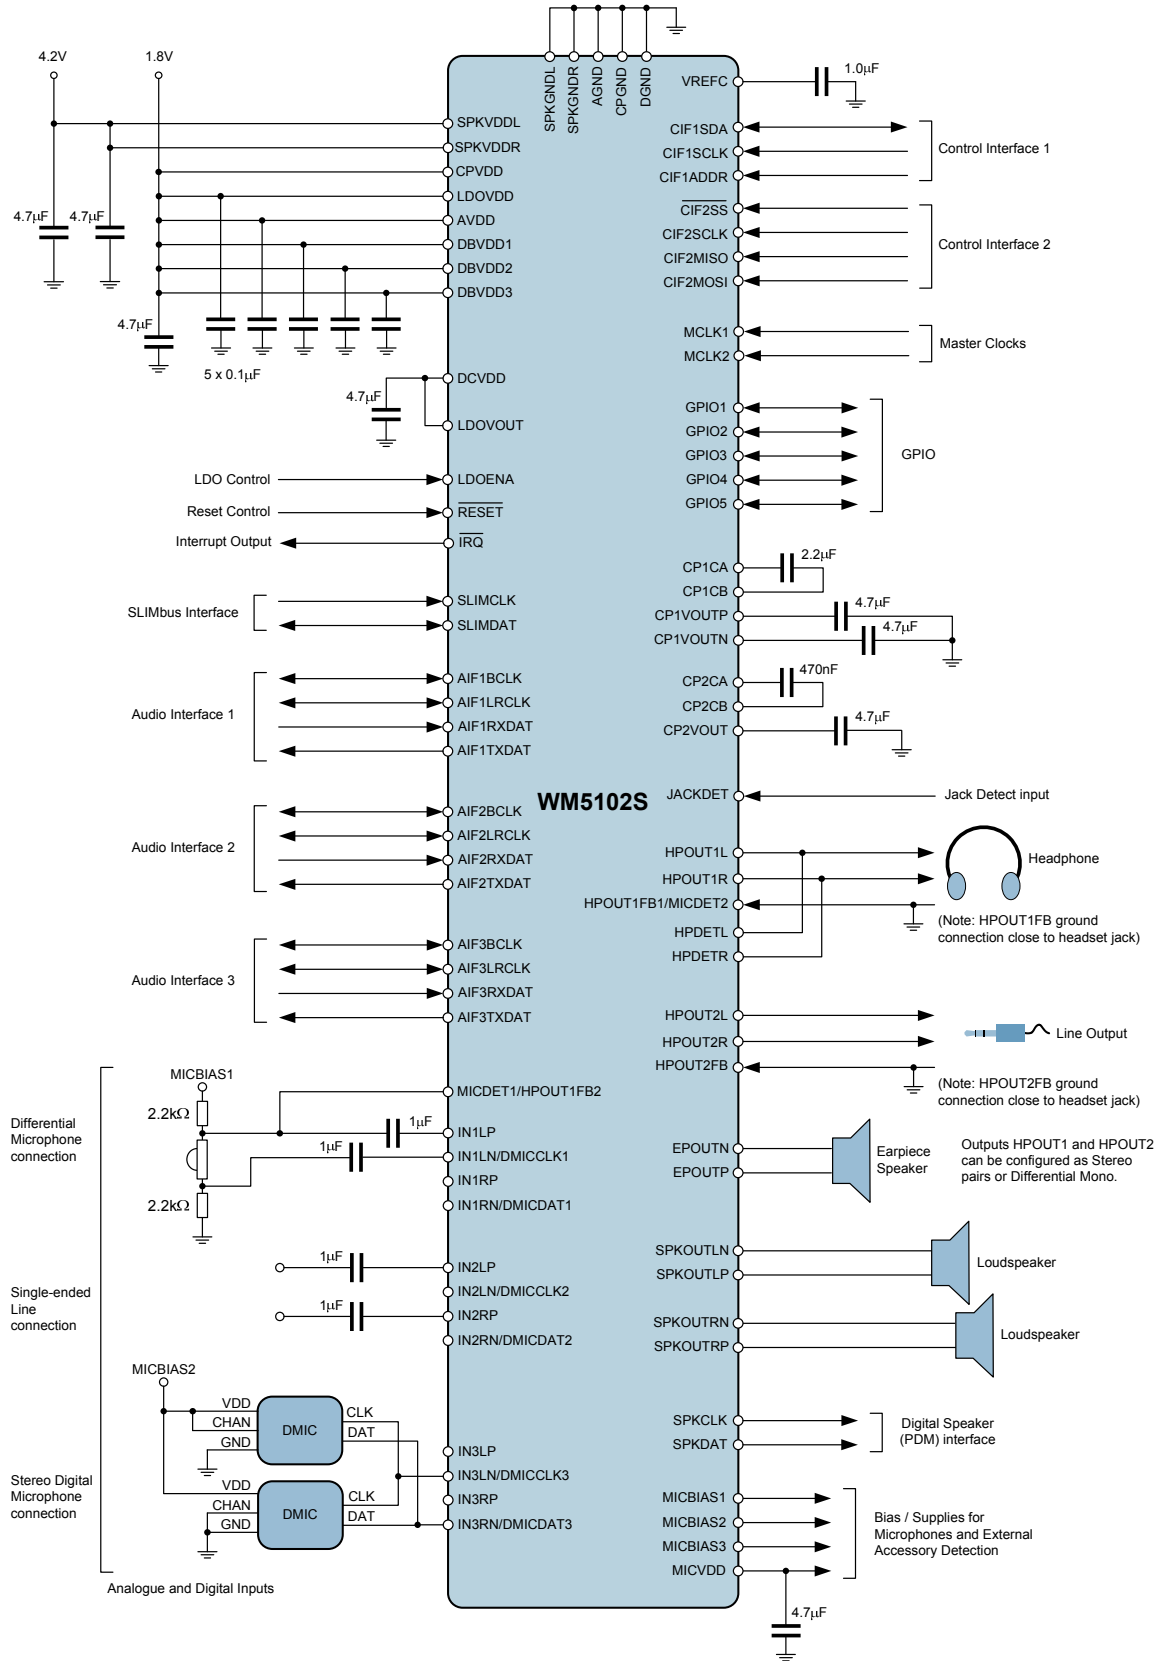 4.2V
1.8V
SPKGNDL
SPKGNDR
AGND
CPGND
DGND
SPKVDDL
SPKVDDR
CPVDD
LDOVDD
AVDD
DBVDD1
DBVDD2
DBVDD3
4.7µF
4.7µF
4.7µF
5 x 0.1µF
DCVDD
4.7µF
LDOVOUT
LDO Control
LDOENA
Reset Control
RESET
Interrupt Output
IRQ
SLIMbus Interface
SLIMCLK
SLIMDAT
Audio Interface 1
AIF1BCLK
AIF1LRCLK
AIF1RXDAT
AIF1TXDAT
Audio Interface 2
AIF2BCLK
AIF2LRCLK
AIF2RXDAT
AIF2TXDAT
Audio Interface 3
AIF3BCLK
AIF3LRCLK
AIF3RXDAT
AIF3TXDAT
WM5102S
Differential
Microphone
connection
MICBIAS1
2.2kΩ
2.2kΩ
1µF
1µF
MICDET1/HPOUT1FB2
IN1LP
IN1LN/DMICCLK1
IN1RP
IN1RN/DMICDAT1
Single-ended
Line
connection
1µF
1µF
IN2LP
IN2LN/DMICCLK2
IN2RP
IN2RN/DMICDAT2
Stereo Digital
Microphone
connection
MICBIAS2
VDD
CHAN
GND
DMIC
CLK
DAT
VDD
CHAN
GND
DMIC
CLK
DAT
IN3LP
IN3LN/DMICCLK3
IN3RP
IN3RN/DMICDAT3
Analogue and Digital Inputs
VREFC
1.0µF
CIF1SDA
CIF1SCLK
CIF1ADDR
Control Interface 1
CIF2SS
CIF2SCLK
CIF2MISO
CIF2MOSI
Control Interface 2
MCLK1
MCLK2
Master Clocks
GPIO1
GPIO2
GPIO3
GPIO4
GPIO5
GPIO
CP1CA
2.2µF
CP1CB
CP1VOUTP
4.7µF
CP1VOUTN
4.7µF
CP2CA
470nF
CP2CB
CP2VOUT
4.7µF
JACKDET
Jack Detect input
HPOUT1L
HPOUT1R
HPOUT1FB1/MICDET2
HPDETL
HPDETR
Headphone
(Note: HPOUT1FB ground
connection close to headset jack)
HPOUT2L
HPOUT2R
HPOUT2FB
Line Output
(Note: HPOUT2FB ground
connection close to headset jack)
EPOUTN
EPOUTP
Earpiece
Speaker
Outputs HPOUT1 and HPOUT2
can be configured as Stereo
pairs or Differential Mono.
SPKOUTLN
SPKOUTLP
Loudspeaker
SPKOUTRN
SPKOUTRP
Loudspeaker
SPKCLK
SPKDAT
Digital Speaker
(PDM) interface
MICBIAS1
MICBIAS2
MICBIAS3
MICVDD
Bias / Supplies for
Microphones and External
Accessory Detection
4.7µF